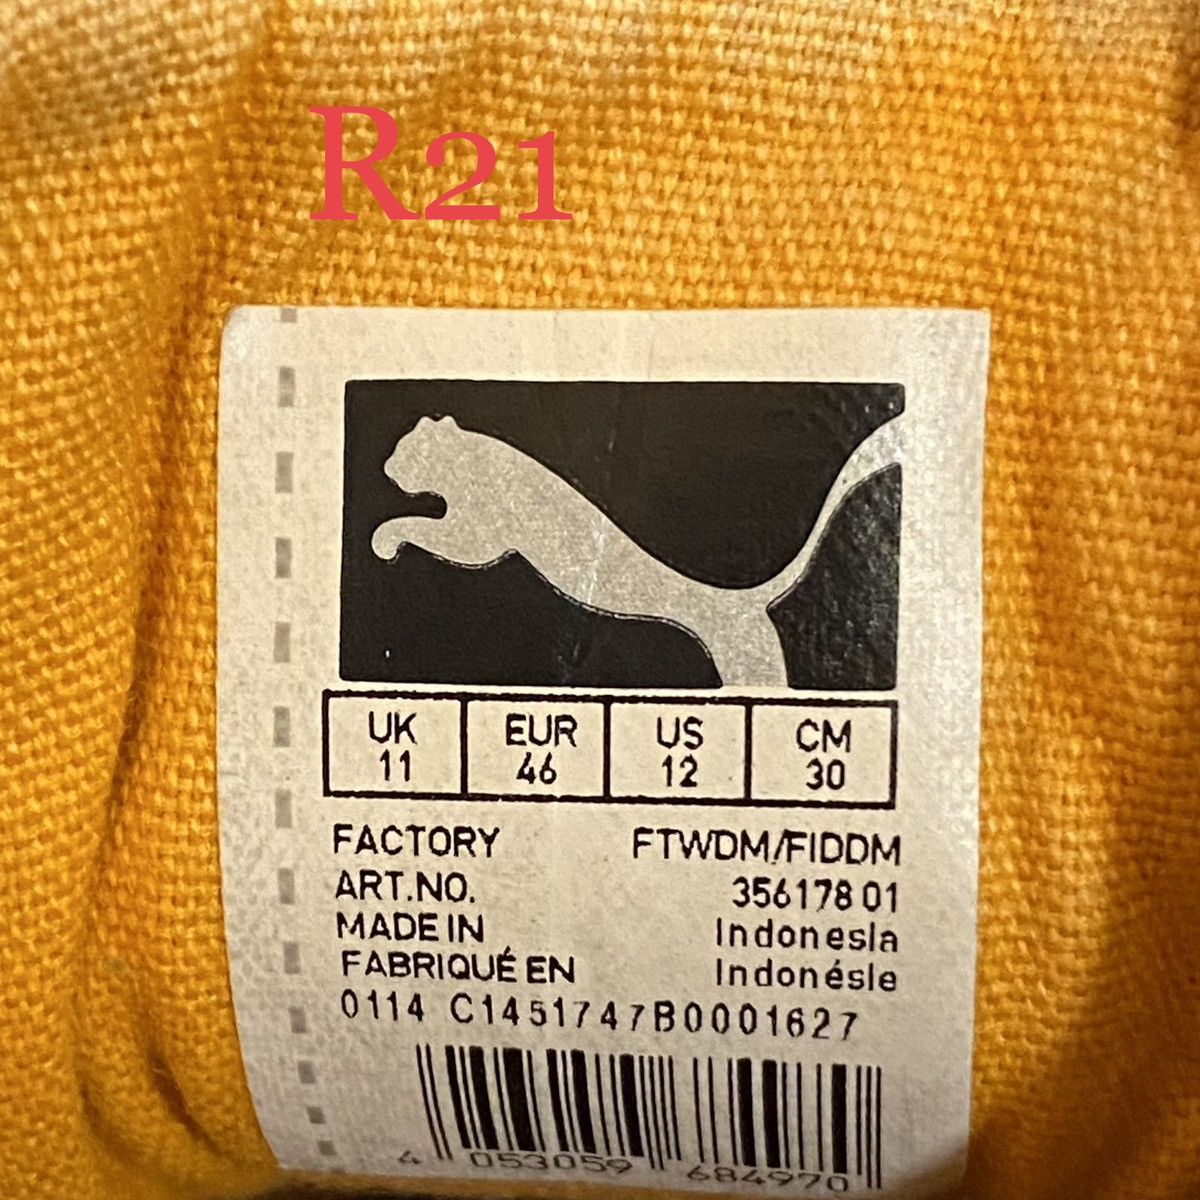 R21
UK EUR US CM
11 46 12 30
FACTORY FTWDM/FIDDM
ART.NO. 356178 01
MADE IN Indonesia
FABRIQUÉ EN Indonésie
0114 C1451747B0001627
4 053059 684970